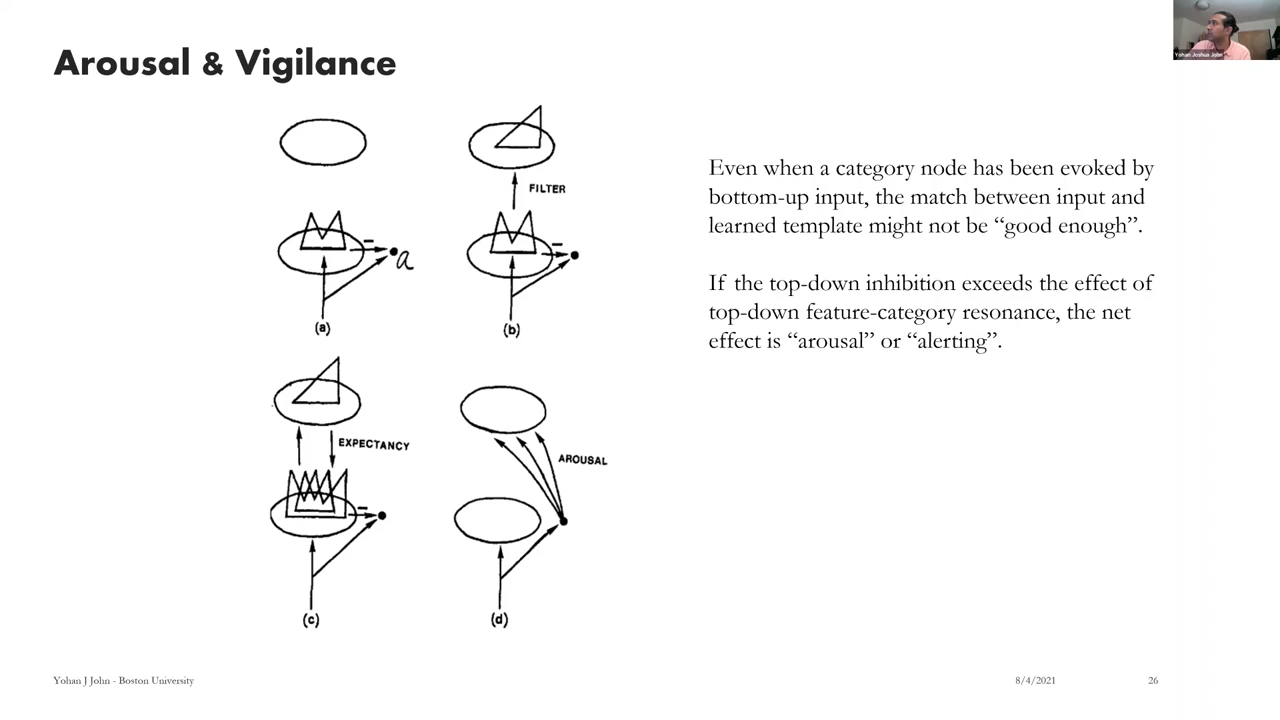 Arousal & Vigilance
Yohan Joshua John
FILTER
a
(a)
(b)
EXPECTANCY
AROUSAL
(c)
(d)
Even when a category node has been evoked by
bottom-up input, the match between input and
learned template might not be “good enough”.
If the top-down inhibition exceeds the effect of
top-down feature-category resonance, the net
effect is “arousal” or “alerting”.
Yohan J John - Boston University
8/4/2021
26